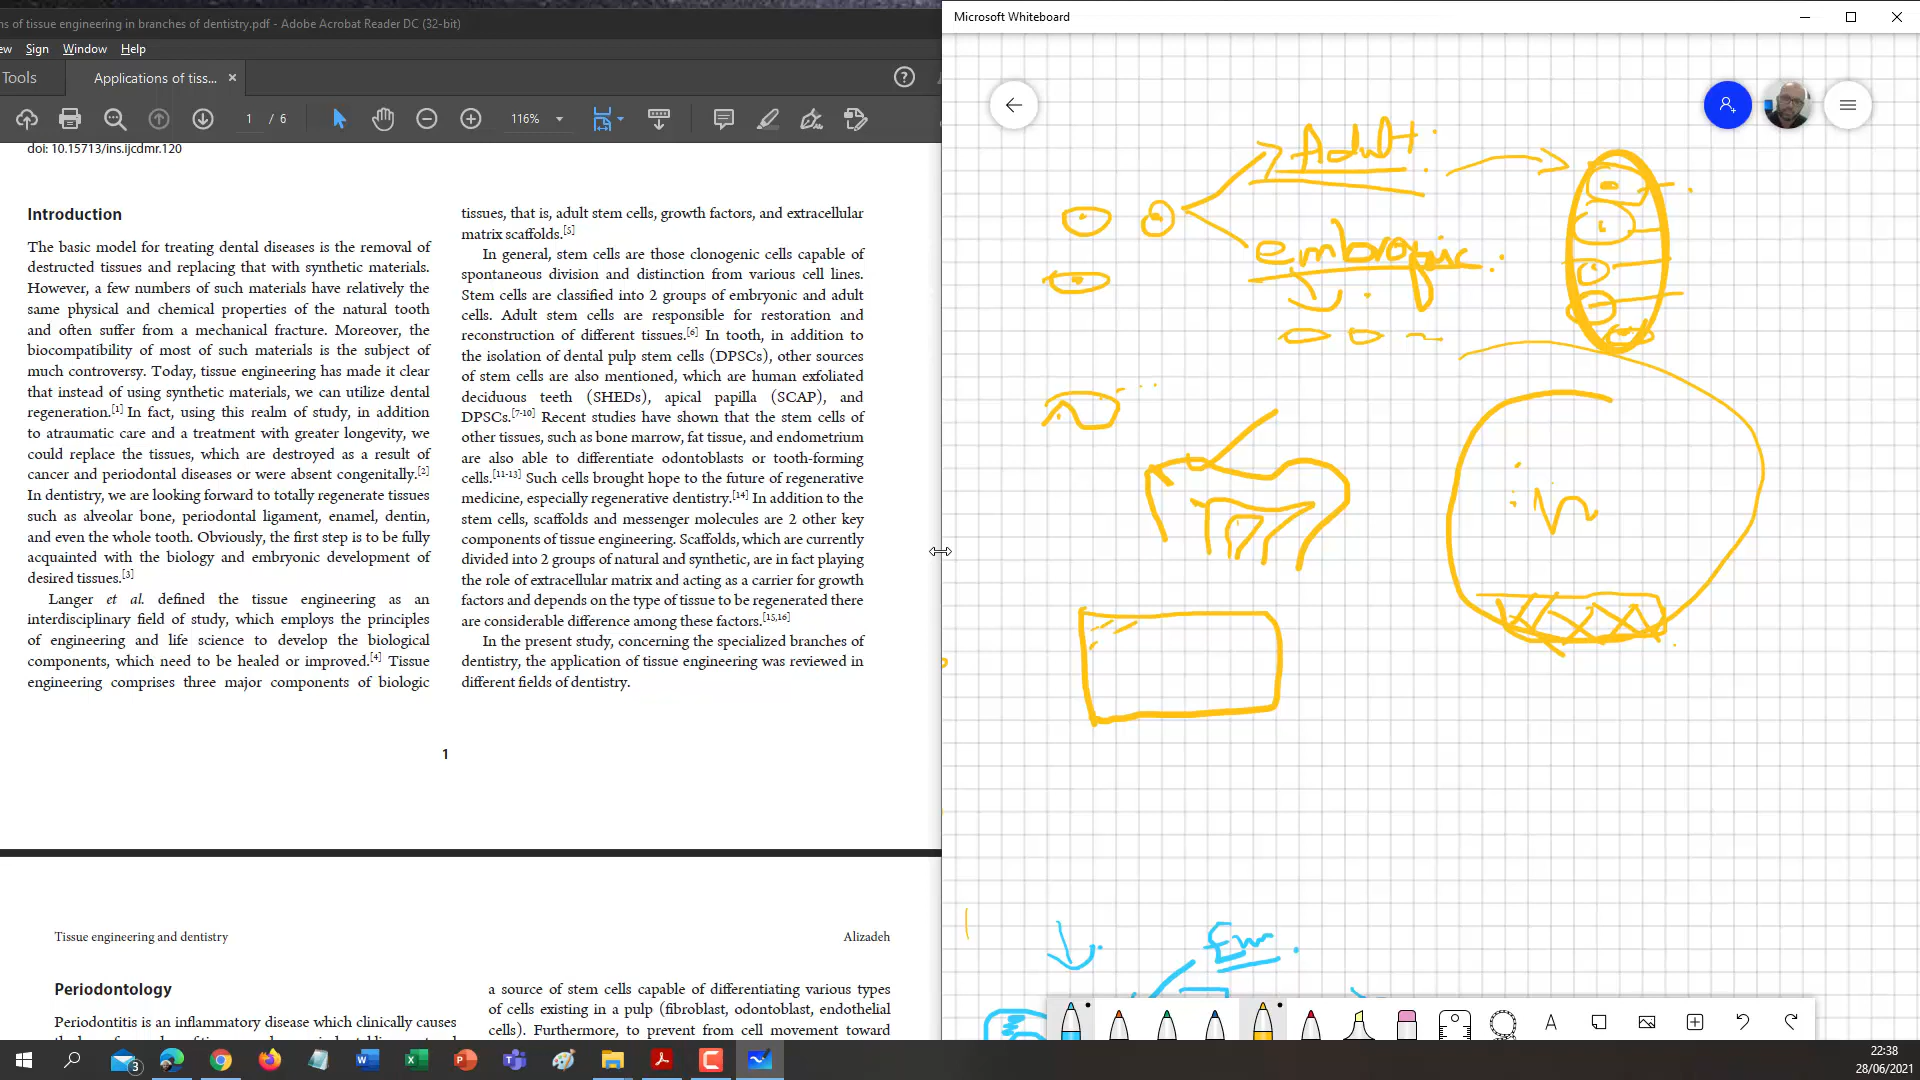 ns of tissue engineering in branches of dentistry.pdf - Adobe Acrobat Reader DC (32-bit)
ew Sign Window Help
Tools
Applications of tiss... ×
1 / 6
116%
doi: 10.15713/ins.ijcdmr.120
Introduction
The basic model for treating dental diseases is the removal of
destructed tissues and replacing that with synthetic materials.
However, a few numbers of such materials have relatively the
same physical and chemical properties of the natural tooth
and often suffer from a mechanical fracture. Moreover, the
biocompatibility of most of such materials is the subject of
much controversy. Today, tissue engineering has made it clear
that instead of using synthetic materials, we can utilize dental
regeneration.[1] In fact, using this realm of study, in addition
to atraumatic care and a treatment with greater longevity, we
could replace the tissues, which are destroyed as a result of
cancer and periodontal diseases or were absent congenitally.[2]
In dentistry, we are looking forward to totally regenerate tissues
such as alveolar bone, periodontal ligament, enamel, dentin,
and even the whole tooth. Obviously, the first step is to be fully
acquainted with the biology and embryonic development of
desired tissues.[3]
Langer et al. defined the tissue engineering as an
interdisciplinary field of study, which employs the principles
of engineering and life science to develop the biological
components, which need to be healed or improved.[4] Tissue
engineering comprises three major components of biologic
tissues, that is, adult stem cells, growth factors, and extracellular
matrix scaffolds.[5]
In general, stem cells are those clonogenic cells capable of
spontaneous division and distinction from various cell lines.
Stem cells are classified into 2 groups of embryonic and adult
cells. Adult stem cells are responsible for restoration and
reconstruction of different tissues.[6] In tooth, in addition to
the isolation of dental pulp stem cells (DPSCs), other sources
of stem cells are also mentioned, which are human exfoliated
deciduous teeth (SHEDs), apical papilla (SCAP), and
DPSCs.[7-10] Recent studies have shown that the stem cells of
other tissues, such as bone marrow, fat tissue, and endometrium
are also able to differentiate odontoblasts or tooth-forming
cells.[11-13] Such cells brought hope to the future of regenerative
medicine, especially regenerative dentistry.[14] In addition to the
stem cells, scaffolds and messenger molecules are 2 other key
components of tissue engineering. Scaffolds, which are currently
divided into 2 groups of natural and synthetic, are in fact playing
the role of extracellular matrix and acting as a carrier for growth
factors and depends on the type of tissue to be regenerated there
are considerable difference among these factors.[15,16]
In the present study, concerning the specialized branches of
dentistry, the application of tissue engineering was reviewed in
different fields of dentistry.
1
Tissue engineering and dentistry Alizadeh
Periodontology
Periodontitis is an inflammatory disease which clinically causes
a source of stem cells capable of differentiating various types
of cells existing in a pulp (fibroblast, odontoblast, endothelial
cells). Furthermore, to prevent from cell movement toward
Microsoft Whiteboard
Adult
3
22:38
28/06/2021